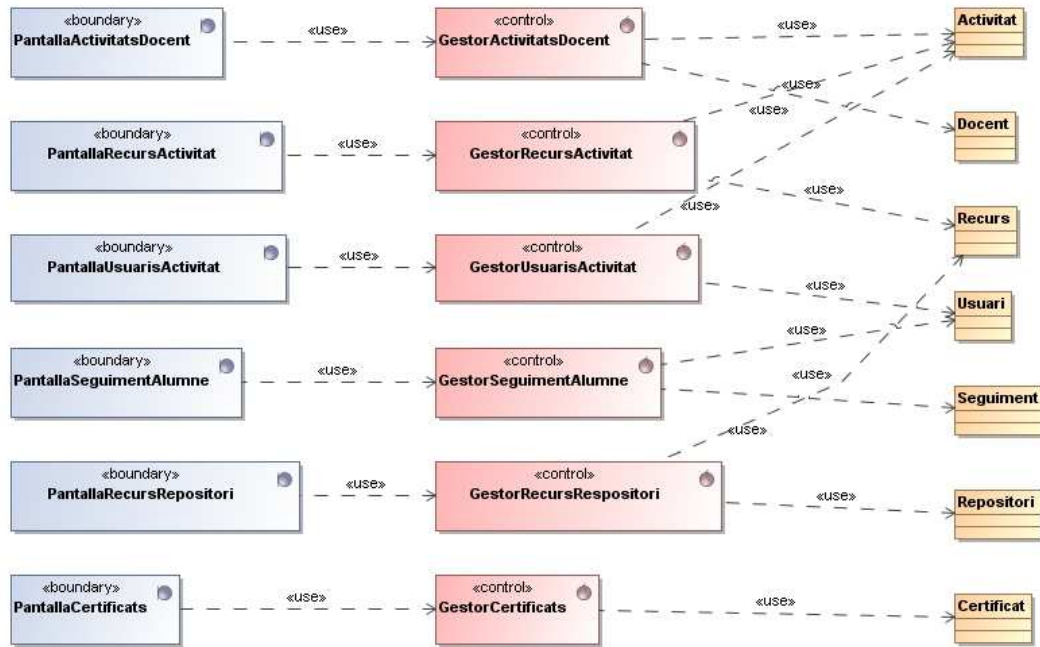 «boundary»
PantallaActivitatsDocent
«use»
«control»
GestorActivitatsDocent
«use»
Activitat
«use»
«use»
Docent
«boundary»
PantallaRecursActivitat
«use»
«control»
GestorRecursActivitat
«use»
«use»
Recurs
«boundary»
PantallaUsuarisActivitat
«use»
«control»
GestorUsuarisActivitat
«use»
Usuari
«use»
«boundary»
PantallaSeguimentAlumne
«use»
«control»
GestorSeguimentAlumne
«use»
Seguiment
«use»
«boundary»
PantallaRecursRepositori
«use»
«control»
GestorRecursRespositori
«use»
Repositori
«boundary»
PantallaCertificats
«use»
«control»
GestorCertificats
«use»
Certificat